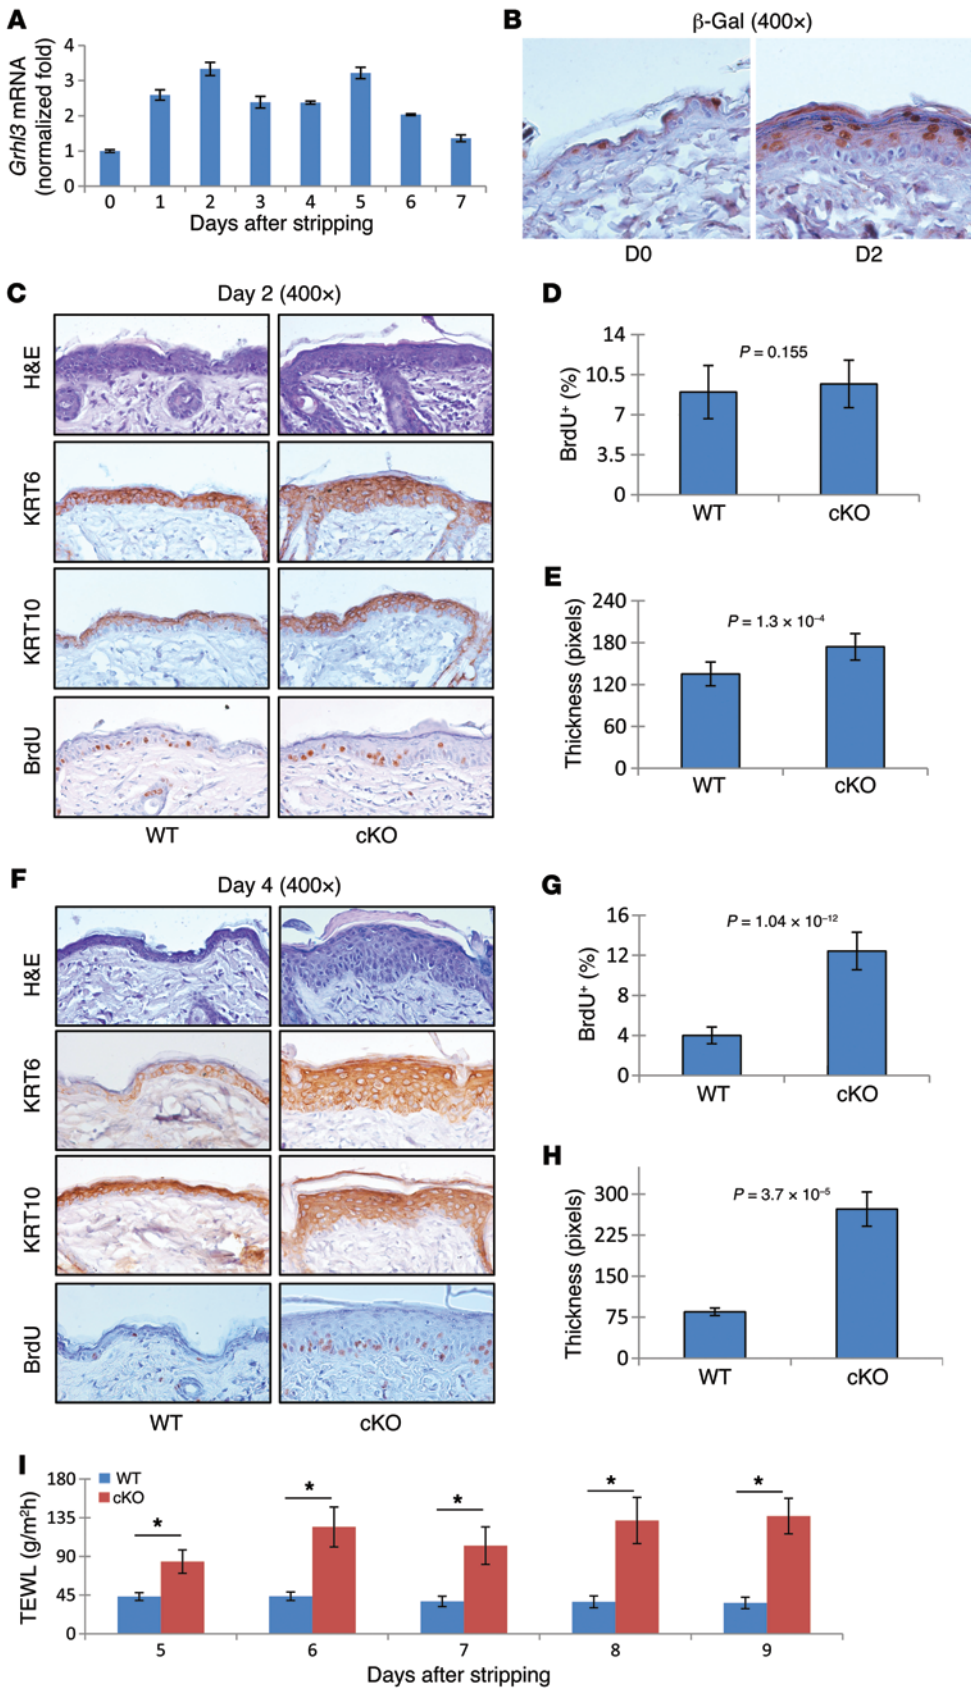 A
Grhl3 mRNA
(normalized fold)
4
3
2
1
0
0 1 2 3 4 5 6 7
Days after stripping
B
β-Gal (400×)
D0 D2
C
Day 2 (400×)
H&E
KRT6
KRT10
BrdU
WT cKO
D
BrdU⁺ (%)
14
10.5
7
3.5
0
P = 0.155
WT cKO
E
Thickness (pixels)
240
180
120
60
0
P = 1.3 × 10⁻⁴
WT cKO
F
Day 4 (400×)
H&E
KRT6
KRT10
BrdU
WT cKO
G
BrdU⁺ (%)
16
12
8
4
0
P = 1.04 × 10⁻¹²
WT cKO
H
Thickness (pixels)
300
225
150
75
0
P = 3.7 × 10⁻⁵
WT cKO
I
TEWL (g/m²h)
180
135
90
45
0
WT
cKO
* * * * *
5 6 7 8 9
Days after stripping